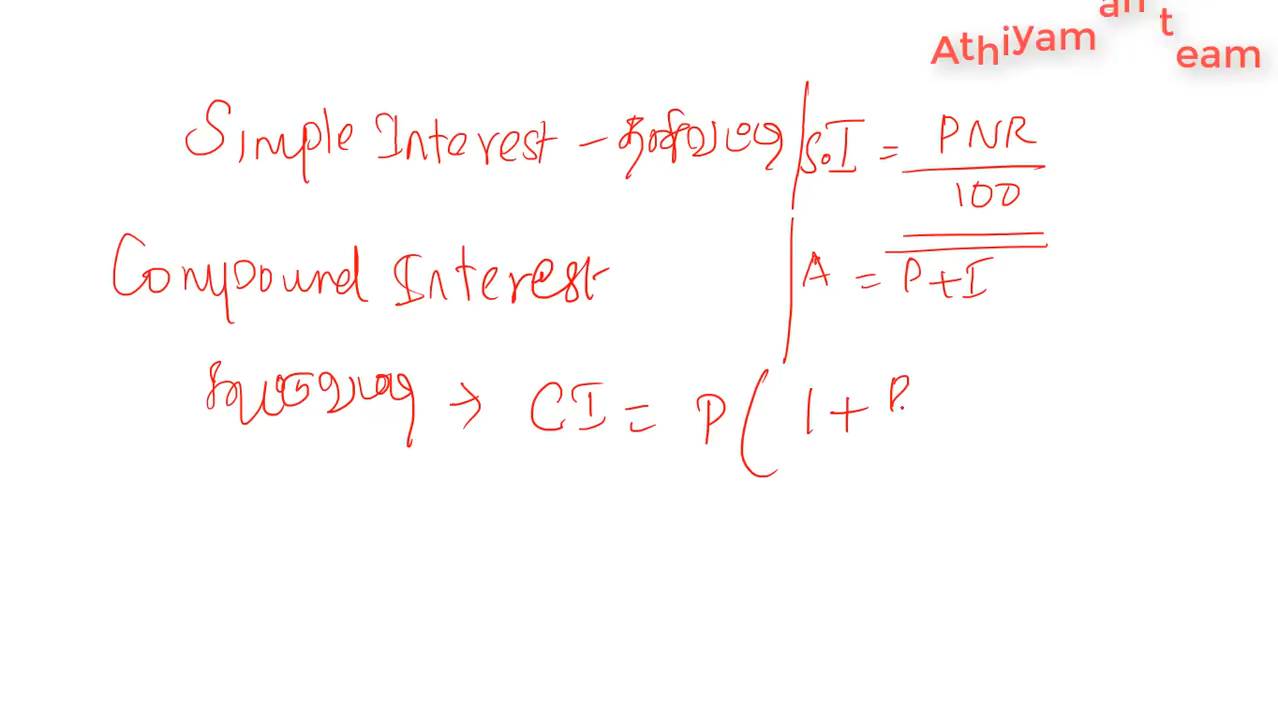 Athiyaman team
Simple Interest - தனிவட்டி
S.I = PNR
100
A = P+I
Compound Interest
கூட்டுவட்டி → CI = P( 1 + R